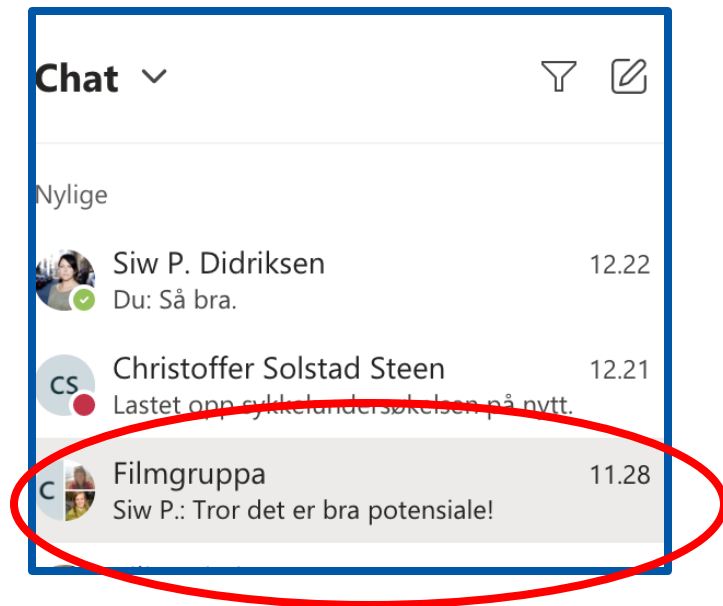 Chat
Nylige
Siw P. Didriksen 12.22
Du: Så bra.
CS
Christoffer Solstad Steen 12.21
Lastet opp sykkelundersøkelsen på nytt.
C
Filmgruppa 11.28
Siw P.: Tror det er bra potensiale!